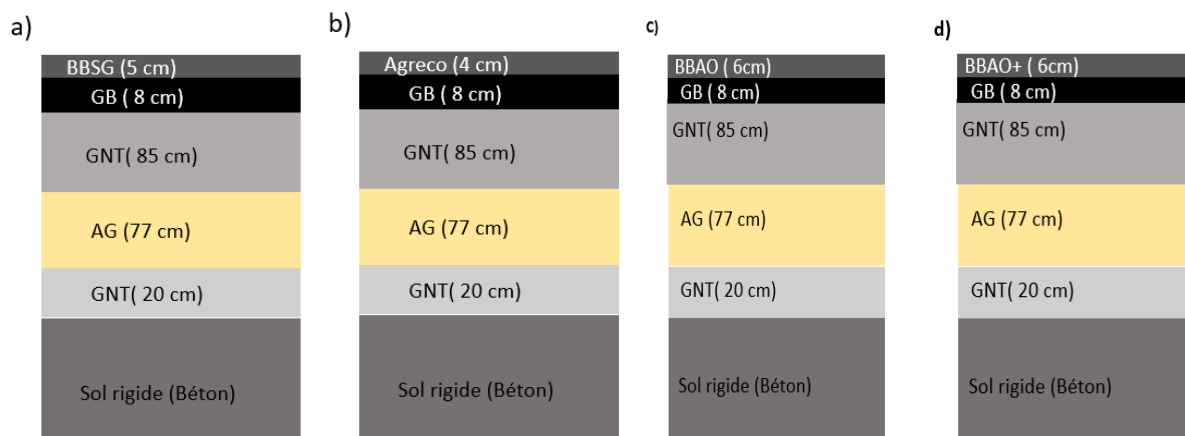 a)
BBSG (5 cm)
GB ( 8 cm)
GNT( 85 cm)
AG (77 cm)
GNT( 20 cm)
Sol rigide (Béton)
b)
Agreco (4 cm)
GB ( 8 cm)
GNT( 85 cm)
AG (77 cm)
GNT( 20 cm)
Sol rigide (Béton)
c)
BBAO ( 6cm)
GB ( 8 cm)
GNT( 85 cm)
AG (77 cm)
GNT( 20 cm)
Sol rigide (Béton)
d)
BBAO+ ( 6cm)
GB ( 8 cm)
GNT( 85 cm)
AG (77 cm)
GNT( 20 cm)
Sol rigide (Béton)